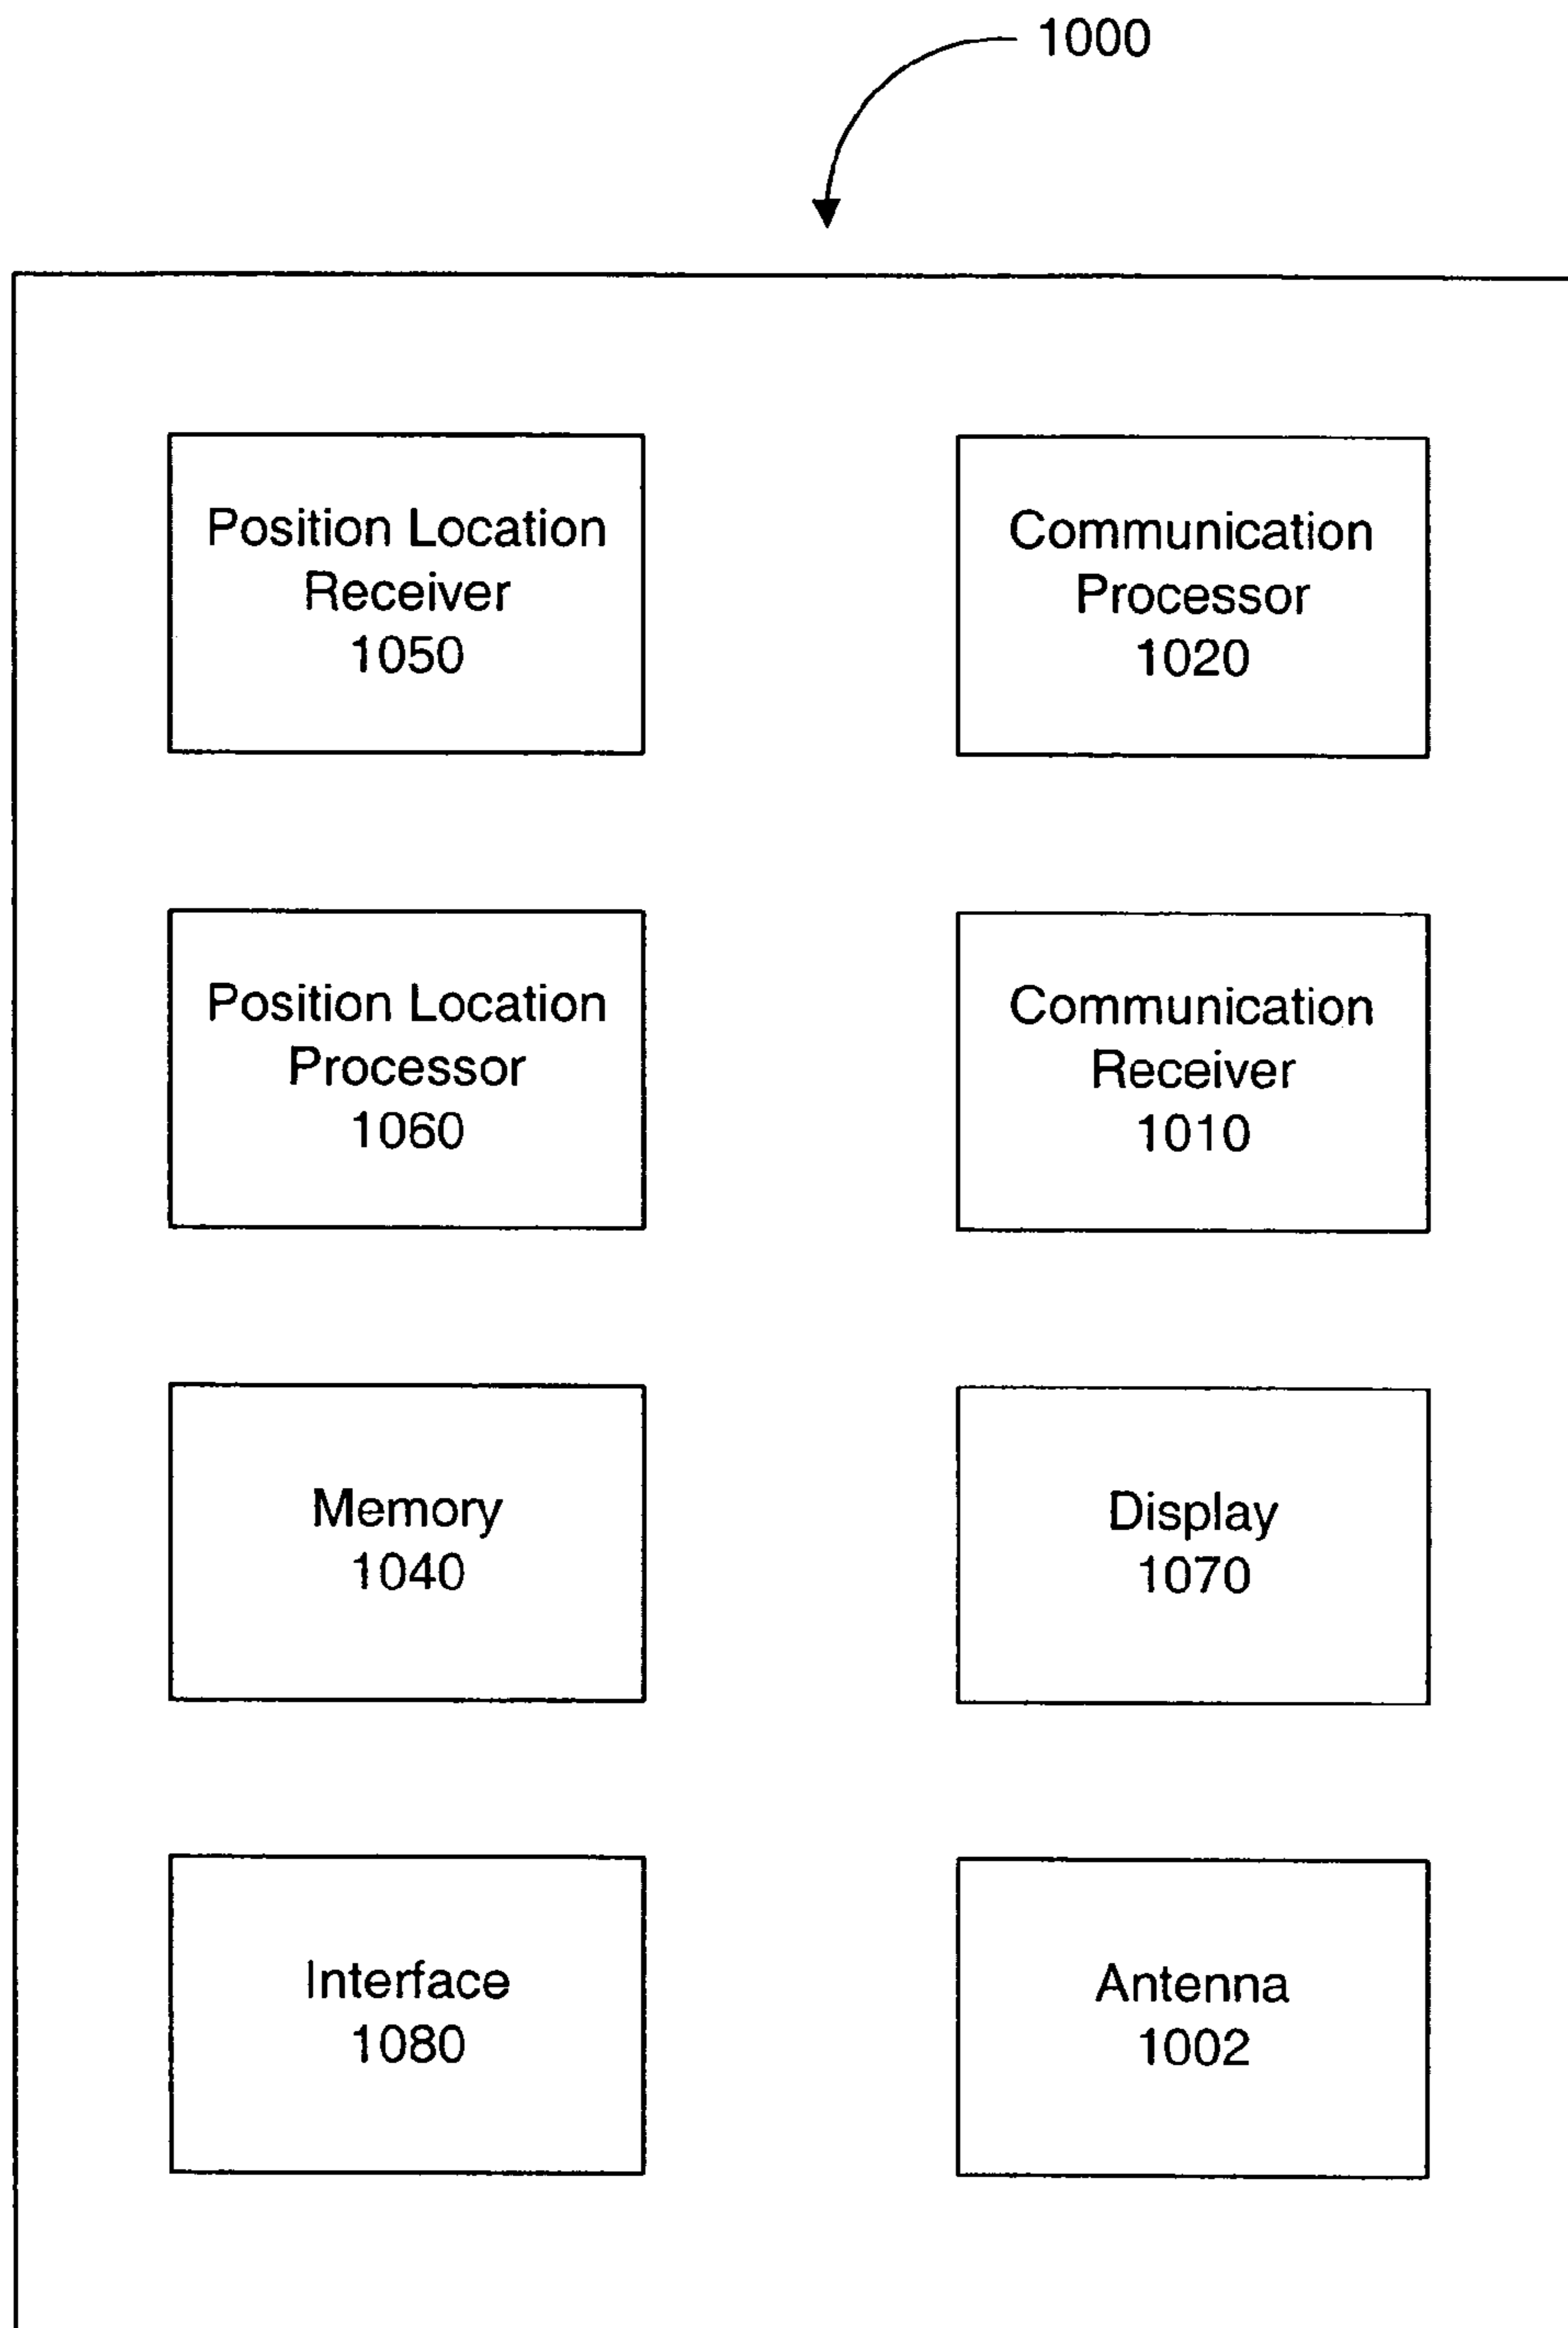 1000
Position Location
Receiver
1050
Communication
Processor
1020
Position Location
Processor
1060
Communication
Receiver
1010
Memory
1040
Display
1070
Interface
1080
Antenna
1002